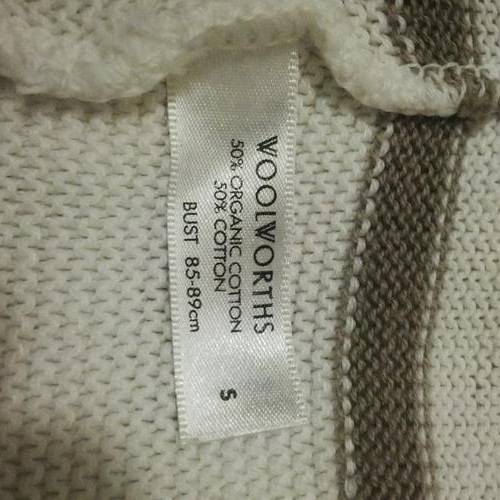 WOOLWORTHS
50% ORGANIC COTTON
50% COTTON
BUST 85-89cm
S